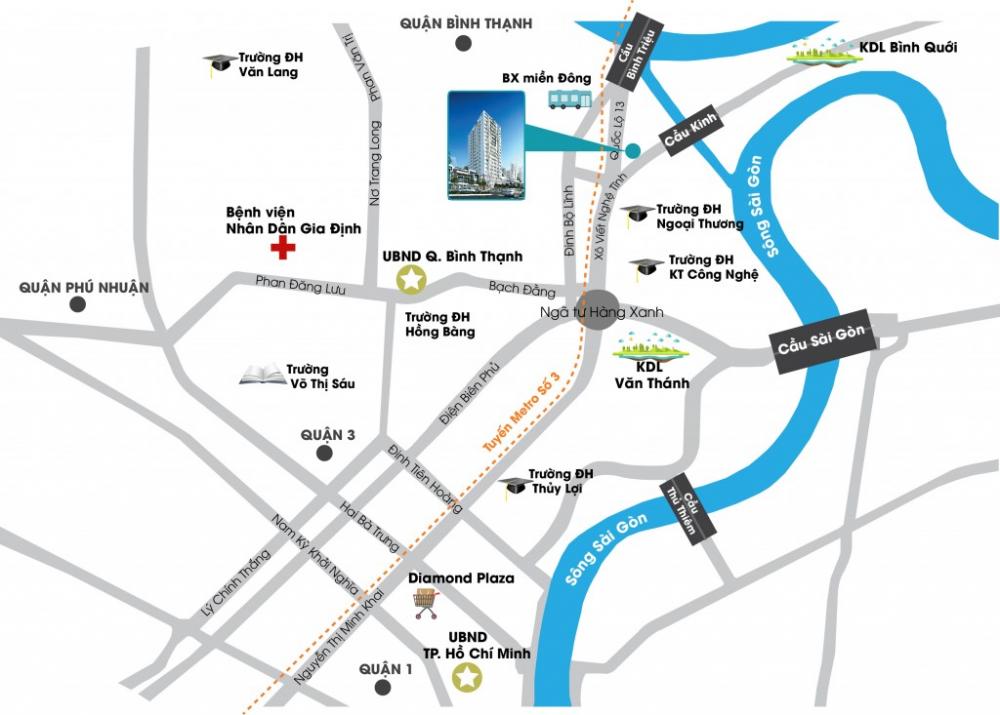 QUẬN BÌNH THẠNH
Cầu
Bình Triệu
KDL Bình Quới
Trường ĐH
Văn Lang
Phan Văn Trị
BX miền Đông
Quốc Lộ 13
Cầu Kinh
Nơ Trang Long
Sông Sài Gòn
Đinh Bộ Lĩnh
Xô Viết Nghệ Tĩnh
Bệnh viện
Nhân Dân Gia Định
Trường ĐH
Ngoại Thương
UBND Q. Bình Thạnh
Trường ĐH
KT Công Nghệ
QUẬN PHÚ NHUẬN
Phan Đăng Lưu
Bạch Đằng
Ngã tư Hàng Xanh
Trường ĐH
Hồng Bàng
Cầu Sài Gòn
KDL
Văn Thánh
Trường
Võ Thị Sáu
Điện Biên Phủ
Tuyến Metro Số 3
QUẬN 3
Đinh Tiên Hoàng
Trường ĐH
Thủy Lợi
Cầu
Thủ Thiêm
Hai Bà Trưng
Nam Kỳ Khởi Nghĩa
Sông Sài Gòn
Lý Chính Thắng
Diamond Plaza
Nguyễn Thị Minh Khai
UBND
TP. Hồ Chí Minh
QUẬN 1